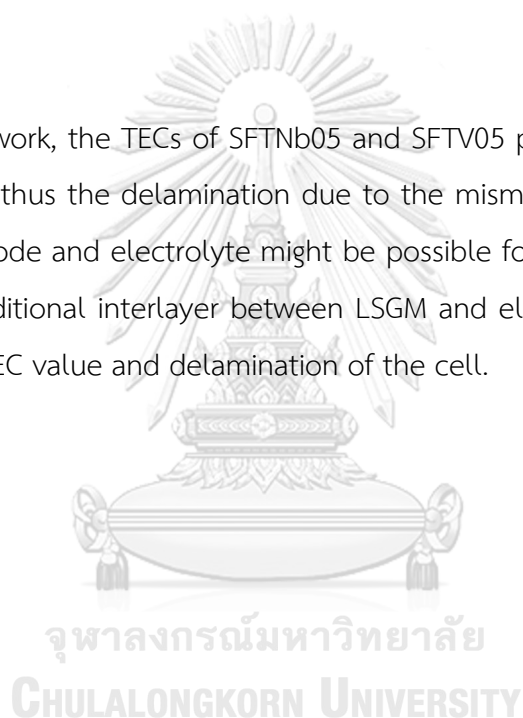 work, the TECs of SFTNb05 and SFTV05 p
thus the delamination due to the mism
ode and electrolyte might be possible fo
ditional interlayer between LSGM and el
EC value and delamination of the cell.
จุฬาลงกรณ์มหาวิทยาลัย
CHULALONGKORN UNIVERSITY